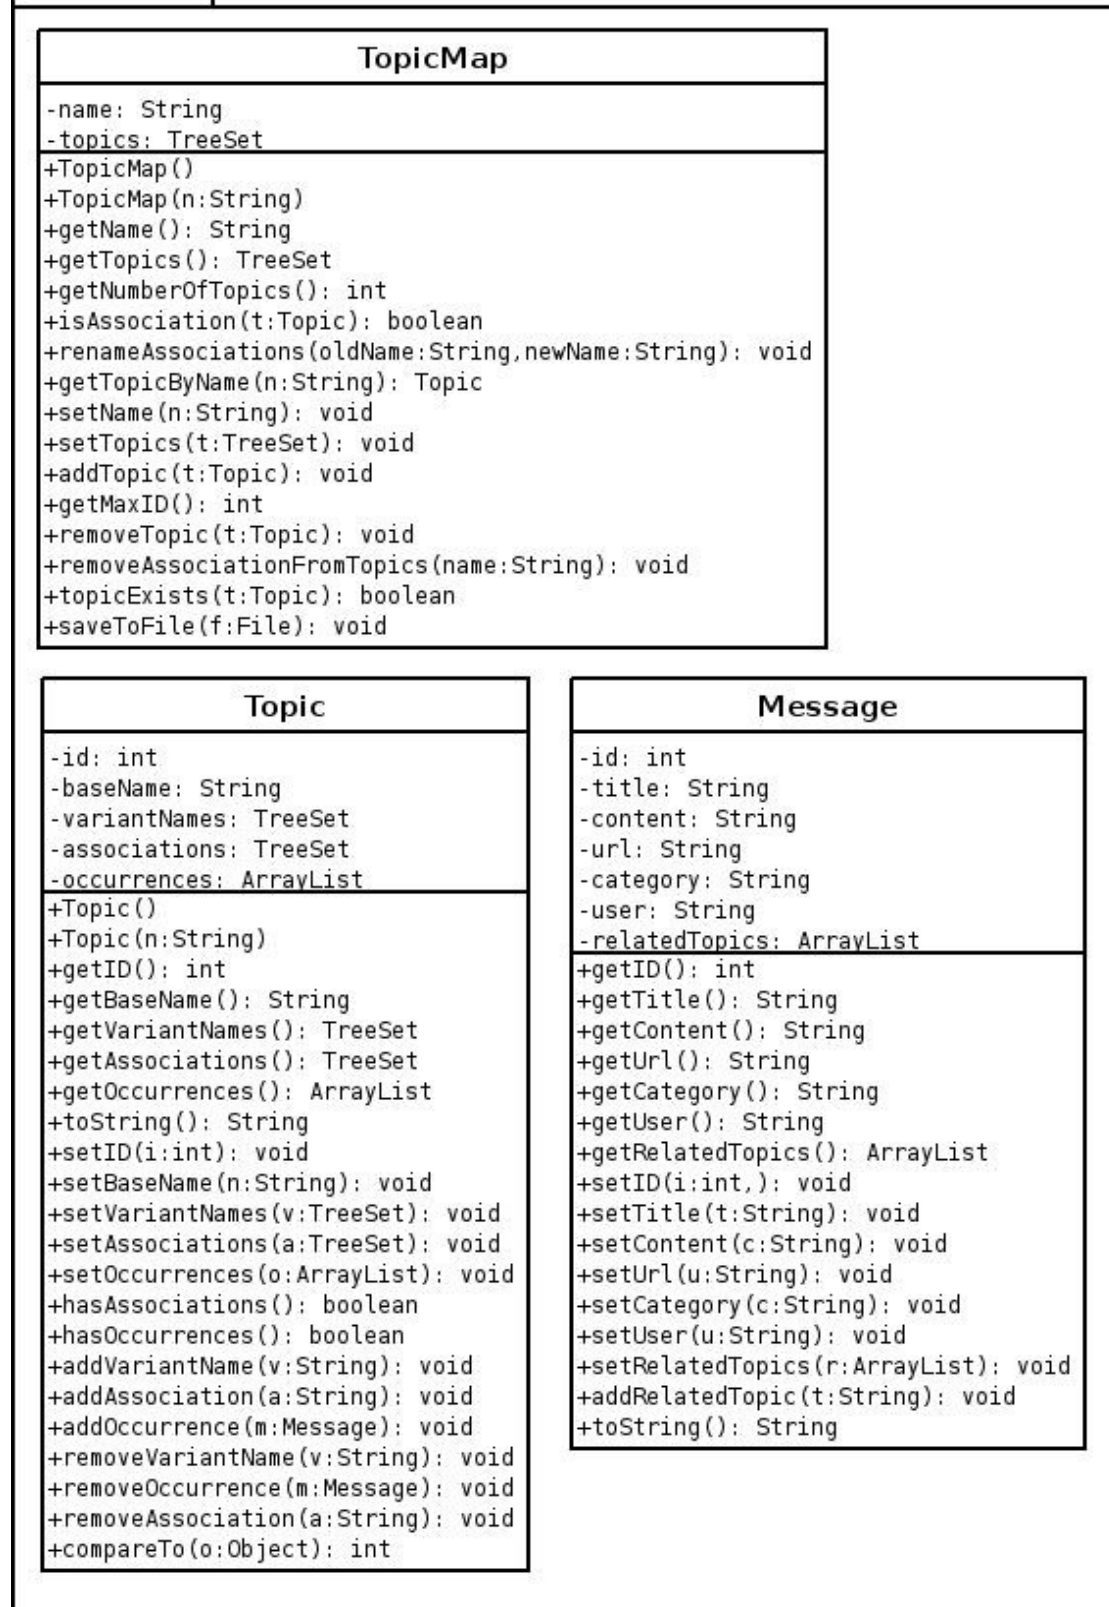 TopicMap
-name: String
-topics: TreeSet
+TopicMap()
+TopicMap(n:String)
+getName(): String
+getTopics(): TreeSet
+getNumberOfTopics(): int
+isAssociation(t:Topic): boolean
+renameAssociations(oldName:String,newName:String): void
+getTopicByName(n:String): Topic
+setName(n:String): void
+setTopics(t:TreeSet): void
+addTopic(t:Topic): void
+getMaxID(): int
+removeTopic(t:Topic): void
+removeAssociationFromTopics(name:String): void
+topicExists(t:Topic): boolean
+saveToFile(f:File): void
Topic
-id: int
-baseName: String
-variantNames: TreeSet
-associations: TreeSet
-occurrences: ArrayList
+Topic()
+Topic(n:String)
+getID(): int
+getBaseName(): String
+getVariantNames(): TreeSet
+getAssociations(): TreeSet
+getOccurrences(): ArrayList
+toString(): String
+setID(i:int): void
+setBaseName(n:String): void
+setVariantNames(v:TreeSet): void
+setAssociations(a:TreeSet): void
+setOccurrences(o:ArrayList): void
+hasAssociations(): boolean
+hasOccurrences(): boolean
+addVariantName(v:String): void
+addAssociation(a:String): void
+addOccurrence(m:Message): void
+removeVariantName(v:String): void
+removeOccurrence(m:Message): void
+removeAssociation(a:String): void
+compareTo(o:Object): int
Message
-id: int
-title: String
-content: String
-url: String
-category: String
-user: String
-relatedTopics: ArrayList
+getID(): int
+getTitle(): String
+getContent(): String
+getUrl(): String
+getCategory(): String
+getUser(): String
+getRelatedTopics(): ArrayList
+setID(i:int,): void
+setTitle(t:String): void
+setContent(c:String): void
+setUrl(u:String): void
+setCategory(c:String): void
+setUser(u:String): void
+setRelatedTopics(r:ArrayList): void
+addRelatedTopic(t:String): void
+toString(): String